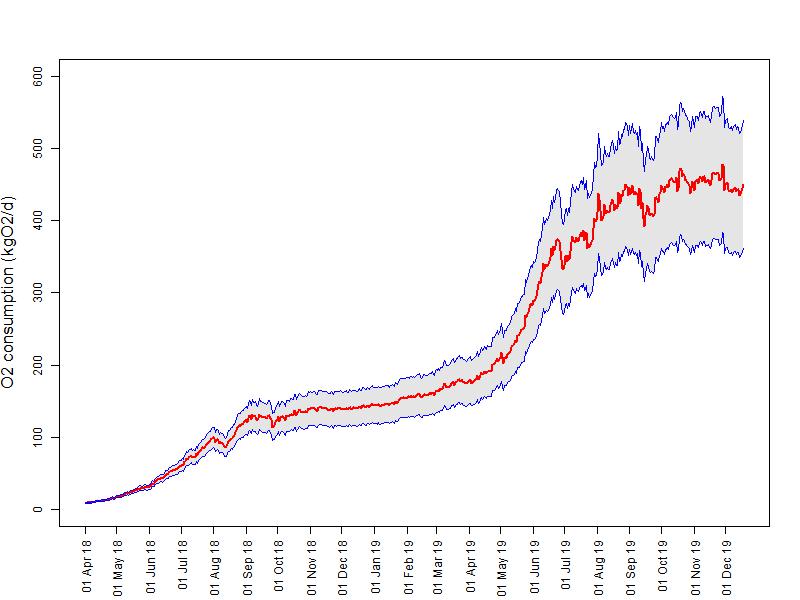 O2 consumption (kgO2/d)
600
500
400
300
200
100
0
01 Apr 18
01 May 18
01 Jun 18
01 Jul 18
01 Aug 18
01 Sep 18
01 Oct 18
01 Nov 18
01 Dec 18
01 Jan 19
01 Feb 19
01 Mar 19
01 Apr 19
01 May 19
01 Jun 19
01 Jul 19
01 Aug 19
01 Sep 19
01 Oct 19
01 Nov 19
01 Dec 19